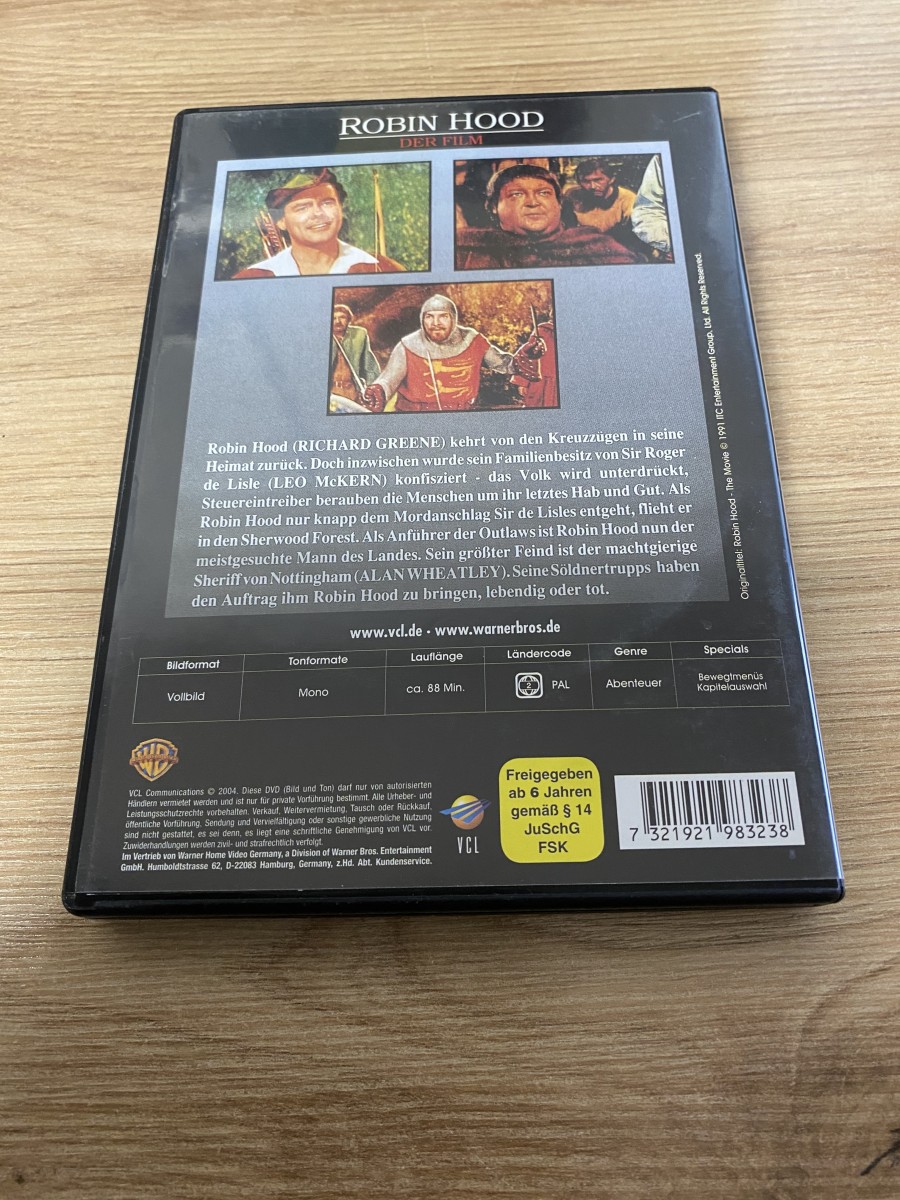 ROBIN HOOD
DER FILM
Robin Hood (RICHARD GREENE) kehrt von den Kreuzzügen in seine
Heimat zurück. Doch inzwischen wurde sein Familienbesitz von Sir Roger
de Lisle (LEO McKERN) konfisziert - das Volk wird unterdrückt,
Steuereintreiber berauben die Menschen um ihr letztes Hab und Gut. Als
Robin Hood nur knapp dem Mordanschlag Sir de Lisles entgeht, flieht er
in den Sherwood Forest. Als Anführer der Outlaws ist Robin Hood nun der
meistgesuchte Mann des Landes. Sein größter Feind ist der machtgierige
Sheriff von Nottingham (ALAN WHEATLEY). Seine Söldnertrupps haben
den Auftrag ihm Robin Hood zu bringen, lebendig oder tot.
Originaltitel: Robin Hood - The Movie © 1991 ITC Entertainment Group, Ltd. All Rights Reserved.
www.vcl.de · www.warnerbros.de
Bildformat Tonformate Lauflänge Ländercode Genre Specials
Vollbild Mono ca. 88 Min. 2 PAL Abenteuer Bewegtmenüs
Kapitelauswahl
WB
VCL Communications © 2004. Diese DVD (Bild und Ton) darf nur von autorisierten
Händlern vermietet werden und ist nur für private Vorführung bestimmt. Alle Urheber- und
Leistungsschutzrechte vorbehalten. Verkauf, Weitervermietung, Tausch oder Rückkauf,
öffentliche Vorführung, Sendung und Vervielfältigung oder sonstige gewerbliche Nutzung
sind nicht gestattet, es sei denn, es liegt eine schriftliche Genehmigung von VCL vor.
Zuwiderhandlungen werden zivil- und strafrechtlich verfolgt.
Im Vertrieb von Warner Home Video Germany, a Division of Warner Bros. Entertainment
GmbH. Humboldtstrasse 62, D-22083 Hamburg, Germany, z.Hd. Abt. Kundenservice.
VCL
Freigegeben
ab 6 Jahren
gemäß § 14
JuSchG
FSK
7 321921 983238